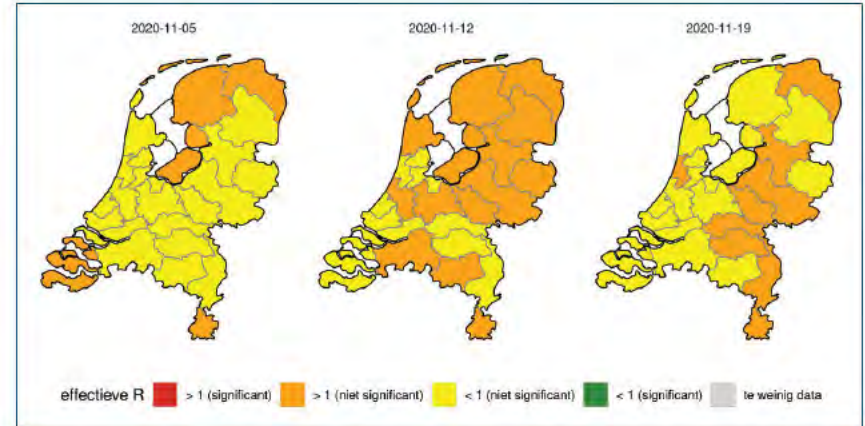 2020-11-05 2020-11-12 2020-11-19
effectieve R > 1 (significant) > 1 (niet significant) < 1 (niet significant) < 1 (significant) te weinig data